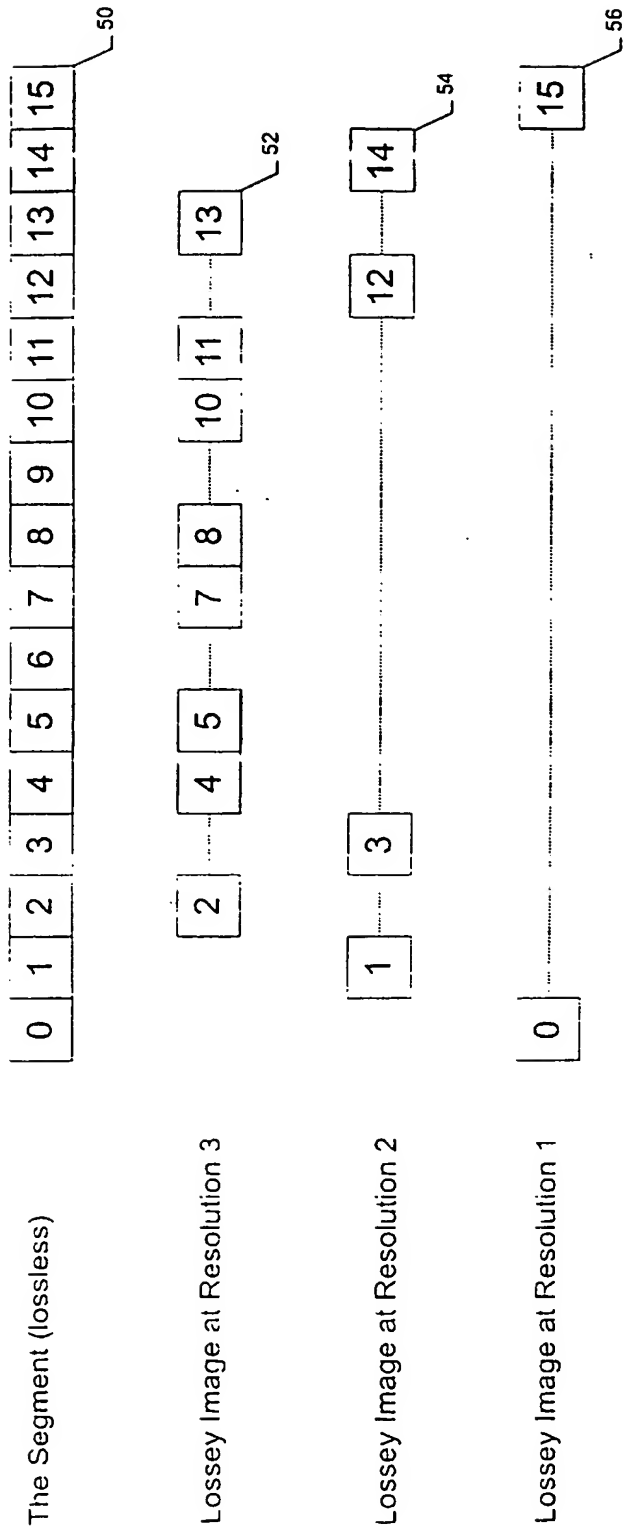 The Segment (lossless) 0 1 2 3 4 5 6 7 8 9 10 11 12 13 14 15
50
Lossey Image at Resolution 3 2 4 5 7 8 10 11 13
52
Lossey Image at Resolution 2 1 3 12 14
54
Lossey Image at Resolution 1 0 15
56